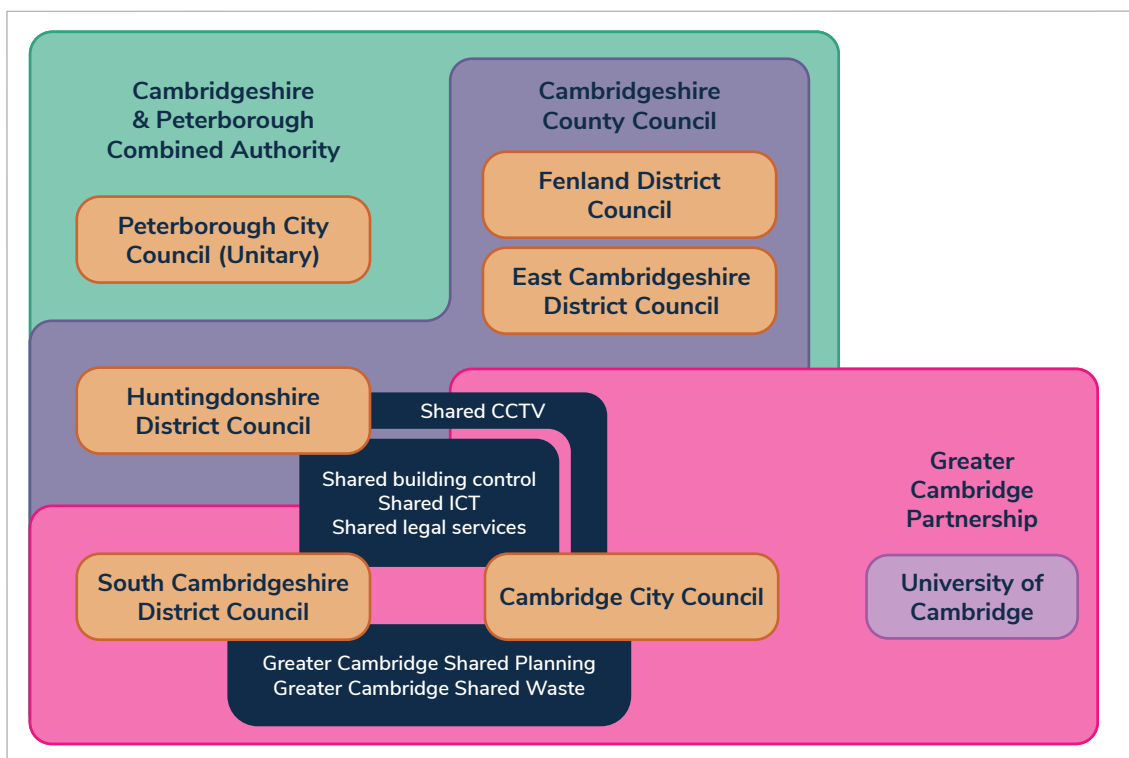 Cambridgeshire
& Peterborough
Combined Authority
Peterborough City
Council (Unitary)
Cambridgeshire
County Council
Fenland District
Council
East Cambridgeshire
District Council
Huntingdonshire
District Council
Shared CCTV
Shared building control
Shared ICT
Shared legal services
South Cambridgeshire
District Council
Cambridge City Council
Greater Cambridge Shared Planning
Greater Cambridge Shared Waste
Greater
Cambridge
Partnership
University of
Cambridge